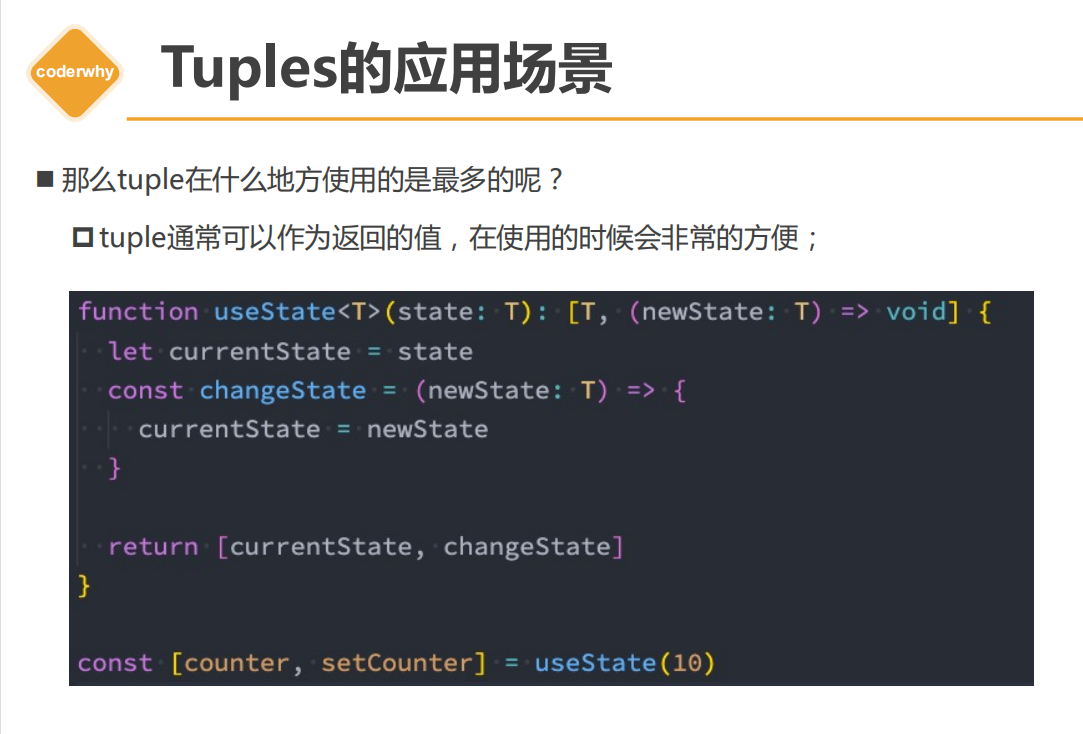 coderwhy
Tuples的应用场景
那么tuple在什么地方使用的是最多的呢？
tuple通常可以作为返回的值，在使用的时候会非常的方便；
function useState<T>(state: T): [T, (newState: T) => void] {
  let currentState = state
  const changeState = (newState: T) => {
    currentState = newState
  }
  return [currentState, changeState]
}
const [counter, setCounter] = useState(10)